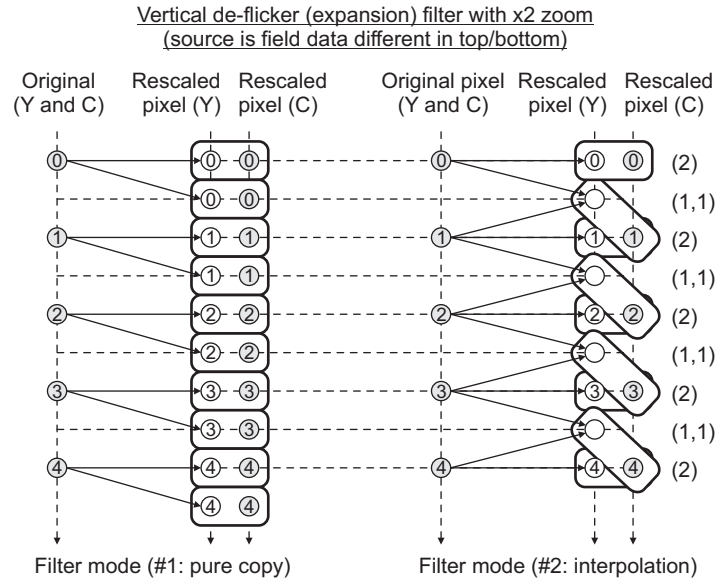 Vertical de-flicker (expansion) filter with x2 zoom
(source is field data different in top/bottom)
Original
(Y and C)
Rescaled
pixel (Y)
Rescaled
pixel (C)
Original pixel
(Y and C)
Rescaled
pixel (Y)
Rescaled
pixel (C)
0 0 0 0 0 0 (2)
0 0 (1,1)
1 1 1 1 1 1 (2)
1 1 (1,1)
2 2 2 2 2 2 (2)
2 2 (1,1)
3 3 3 3 3 3 (2)
3 3 (1,1)
4 4 4 4 4 4 (2)
4 4
Filter mode (#1: pure copy)
Filter mode (#2: interpolation)